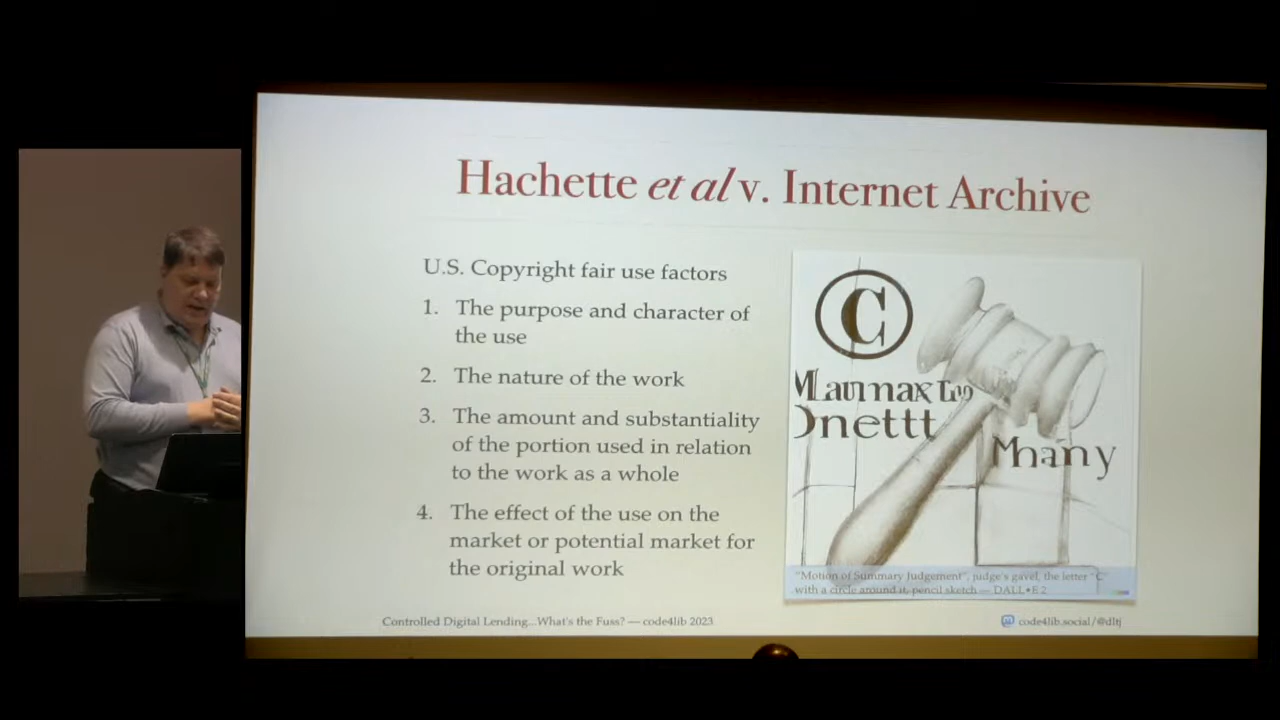 Hachette et al v. Internet Archive
U.S. Copyright fair use factors
1. The purpose and character of
the use
2. The nature of the work
3. The amount and substantiality
of the portion used in relation
to the work as a whole
4. The effect of the use on the
market or potential market for
the original work
C
Mhany
"Motion of Summary Judgement", judge's gavel, the letter "C"
with a circle around it, pencil sketch — DALL•E 2
Controlled Digital Lending...What's the Fuss? — code4lib 2023
code4lib.social/@dltj